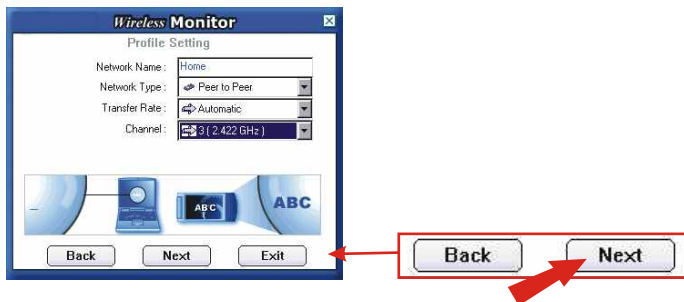 Wireless Monitor
Profile Setting
Network Name : Home
Network Type : Peer to Peer
Transfer Rate : Automatic
Channel : 3 ( 2.422 GHz )
ABC
ABC
Back Next Exit
Back Next